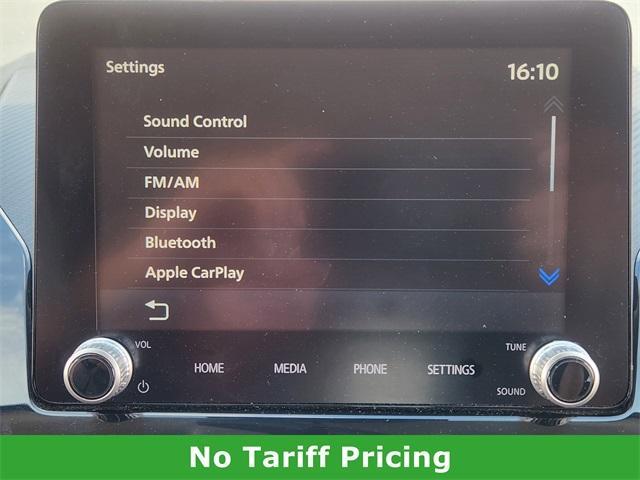 Settings
16:10
Sound Control
Volume
FM/AM
Display
Bluetooth
Apple CarPlay
VOL
TUNE
HOME
MEDIA
PHONE
SETTINGS
SOUND
No Tariff Pricing